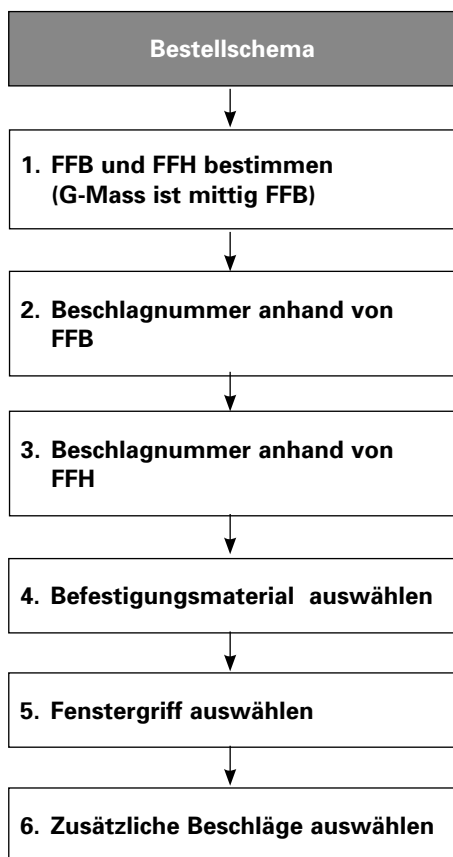 Bestellschema
1. FFB und FFH bestimmen
(G-Mass ist mittig FFB)
2. Beschlagnummer anhand von
FFB
3. Beschlagnummer anhand von
FFH
4. Befestigungsmaterial auswählen
5. Fenstergriff auswählen
6. Zusätzliche Beschläge auswählen